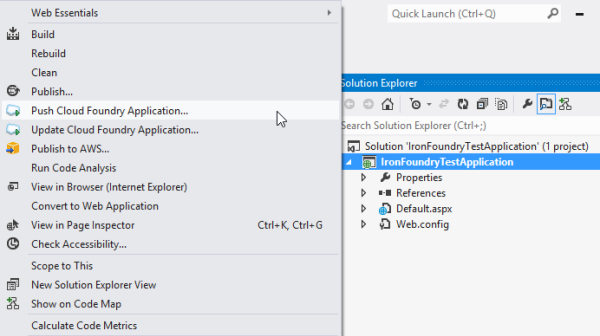 Web Essentials
Build
Rebuild
Clean
Publish...
Push Cloud Foundry Application...
Update Cloud Foundry Application...
Publish to AWS...
Run Code Analysis
View in Browser (Internet Explorer)
Convert to Web Application
View in Page Inspector Ctrl+K, Ctrl+G
Check Accessibility...
Scope to This
New Solution Explorer View
Show on Code Map
Calculate Code Metrics
Quick Launch (Ctrl+Q)
Solution Explorer
Search Solution Explorer (Ctrl+;)
Solution 'IronFoundryTestApplication' (1 project)
IronFoundryTestApplication
Properties
References
Default.aspx
Web.config